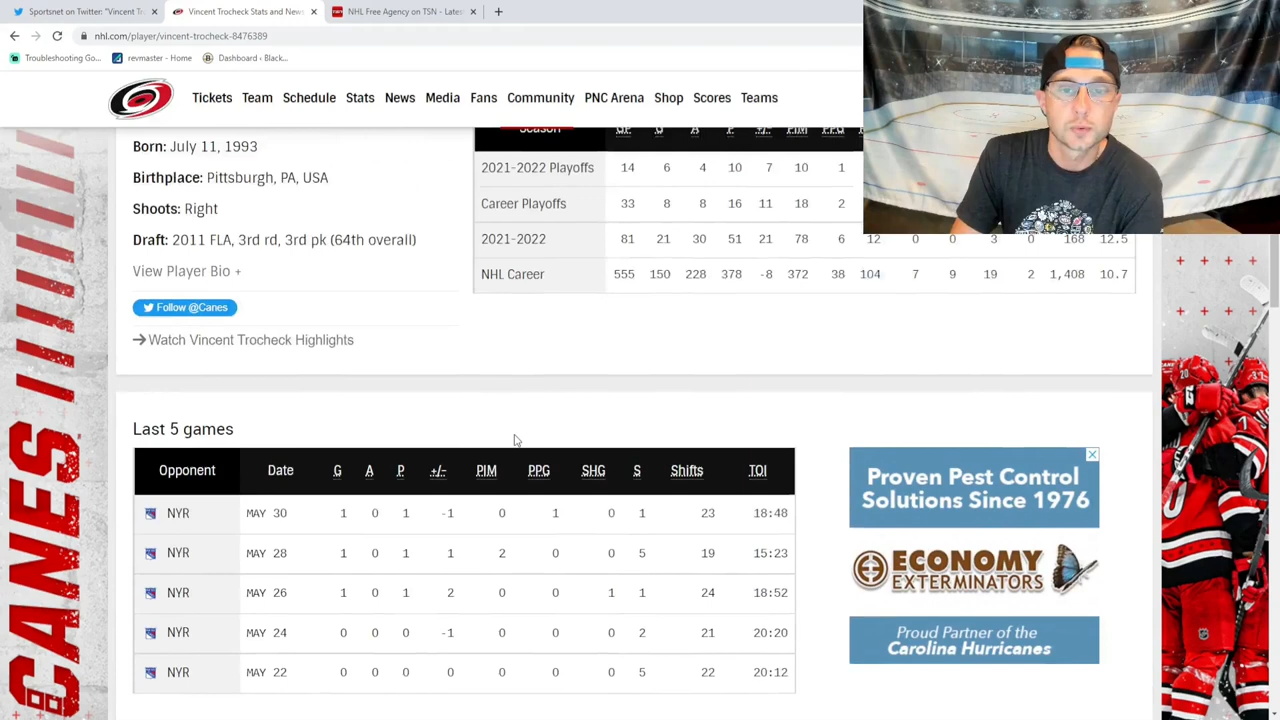 Sportsnet on Twitter: "Vincent Tr
Vincent Trocheck Stats and News
NHL Free Agency on TSN - Lates
nhl.com/player/vincent-trocheck-8476389
Troubleshooting Go...
revmaster - Home
Dashboard ‹ Black...
Tickets Team Schedule Stats News Media Fans Community PNC Arena Shop Scores Teams
Born: July 11, 1993
Birthplace: Pittsburgh, PA, USA
Shoots: Right
Draft: 2011 FLA, 3rd rd, 3rd pk (64th overall)
View Player Bio +
Follow @Canes
Watch Vincent Trocheck Highlights
Season GP G A P +/- PIM PPG
2021-2022 Playoffs 14 6 4 10 7 10 1
Career Playoffs 33 8 8 16 11 18 2
2021-2022 81 21 30 51 21 78 6 12 0 0 3 0 168 12.5
NHL Career 555 150 228 378 -8 372 38 104 7 9 19 2 1,408 10.7
Last 5 games
Opponent Date G A P +/- PIM PPG SHG S Shifts TOI
NYR MAY 30 1 0 1 -1 0 1 0 1 23 18:48
NYR MAY 28 1 0 1 1 2 0 0 5 19 15:23
NYR MAY 26 1 0 1 2 0 0 1 1 24 18:52
NYR MAY 24 0 0 0 -1 0 0 0 2 21 20:20
NYR MAY 22 0 0 0 0 0 0 0 5 22 20:12
Proven Pest Control
Solutions Since 1976
ECONOMY
EXTERMINATORS
Proud Partner of the
Carolina Hurricanes
CANES
20
37